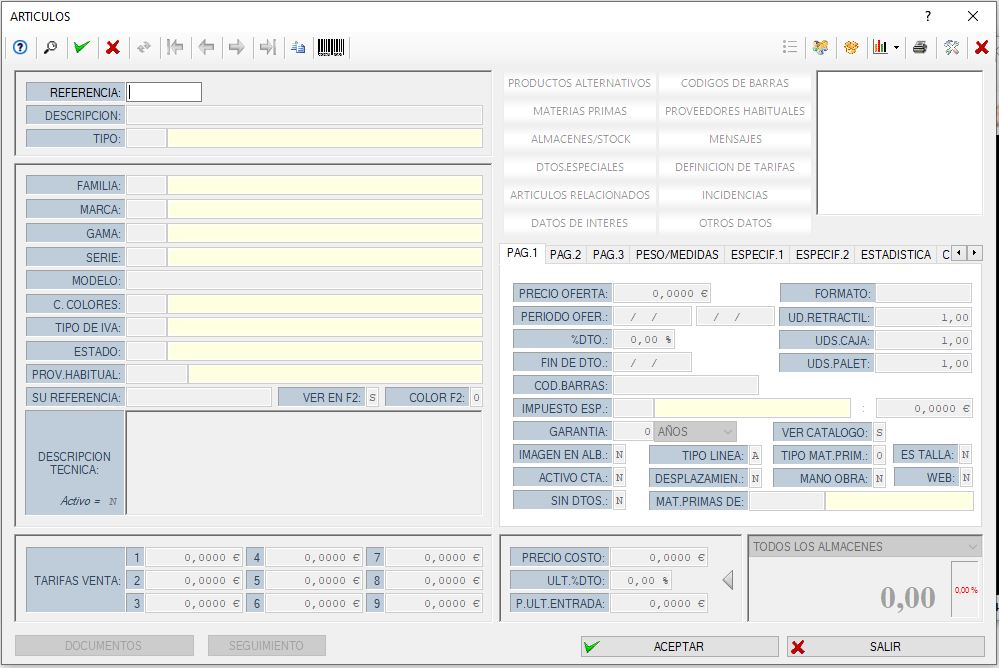 ARTICULOS
?
REFERENCIA:
DESCRIPCION:
TIPO:
FAMILIA:
MARCA:
GAMA:
SERIE:
MODELO:
C. COLORES:
TIPO DE IVA:
ESTADO:
PROV.HABITUAL:
SU REFERENCIA: VER EN F2: S COLOR F2: 0
DESCRIPCION
TECNICA:
Activo = N
PRODUCTOS ALTERNATIVOS CODIGOS DE BARRAS
MATERIAS PRIMAS PROVEEDORES HABITUALES
ALMACENES/STOCK MENSAJES
DTOS.ESPECIALES DEFINICION DE TARIFAS
ARTICULOS RELACIONADOS INCIDENCIAS
DATOS DE INTERES OTROS DATOS
PAG.1 PAG.2 PAG.3 PESO/MEDIDAS ESPECIF.1 ESPECIF.2 ESTADISTICA C
PRECIO OFERTA: 0,0000 € FORMATO:
PERIODO OFER.: / / / / UD.RETRACTIL: 1,00
%DTO.: 0,00 % UDS.CAJA: 1,00
FIN DE DTO.: / / UDS.PALET: 1,00
COD.BARRAS:
IMPUESTO ESP.: : 0,0000 €
GARANTIA: 0 AÑOS VER CATALOGO: S
IMAGEN EN ALB.: N TIPO LINEA: A TIPO MAT.PRIM.: 0 ES TALLA: N
ACTIVO CTA.: N DESPLAZAMIEN.: N MANO OBRA: N WEB: N
SIN DTOS.: N MAT.PRIMAS DE:
TARIFAS VENTA:
1 0,0000 € 4 0,0000 € 7 0,0000 €
2 0,0000 € 5 0,0000 € 8 0,0000 €
3 0,0000 € 6 0,0000 € 9 0,0000 €
PRECIO COSTO: 0,0000 €
ULT.%DTO: 0,00 %
P.ULT.ENTRADA: 0,0000 €
TODOS LOS ALMACENES
0,00 0,00 %
DOCUMENTOS SEGUIMIENTO ACEPTAR SALIR